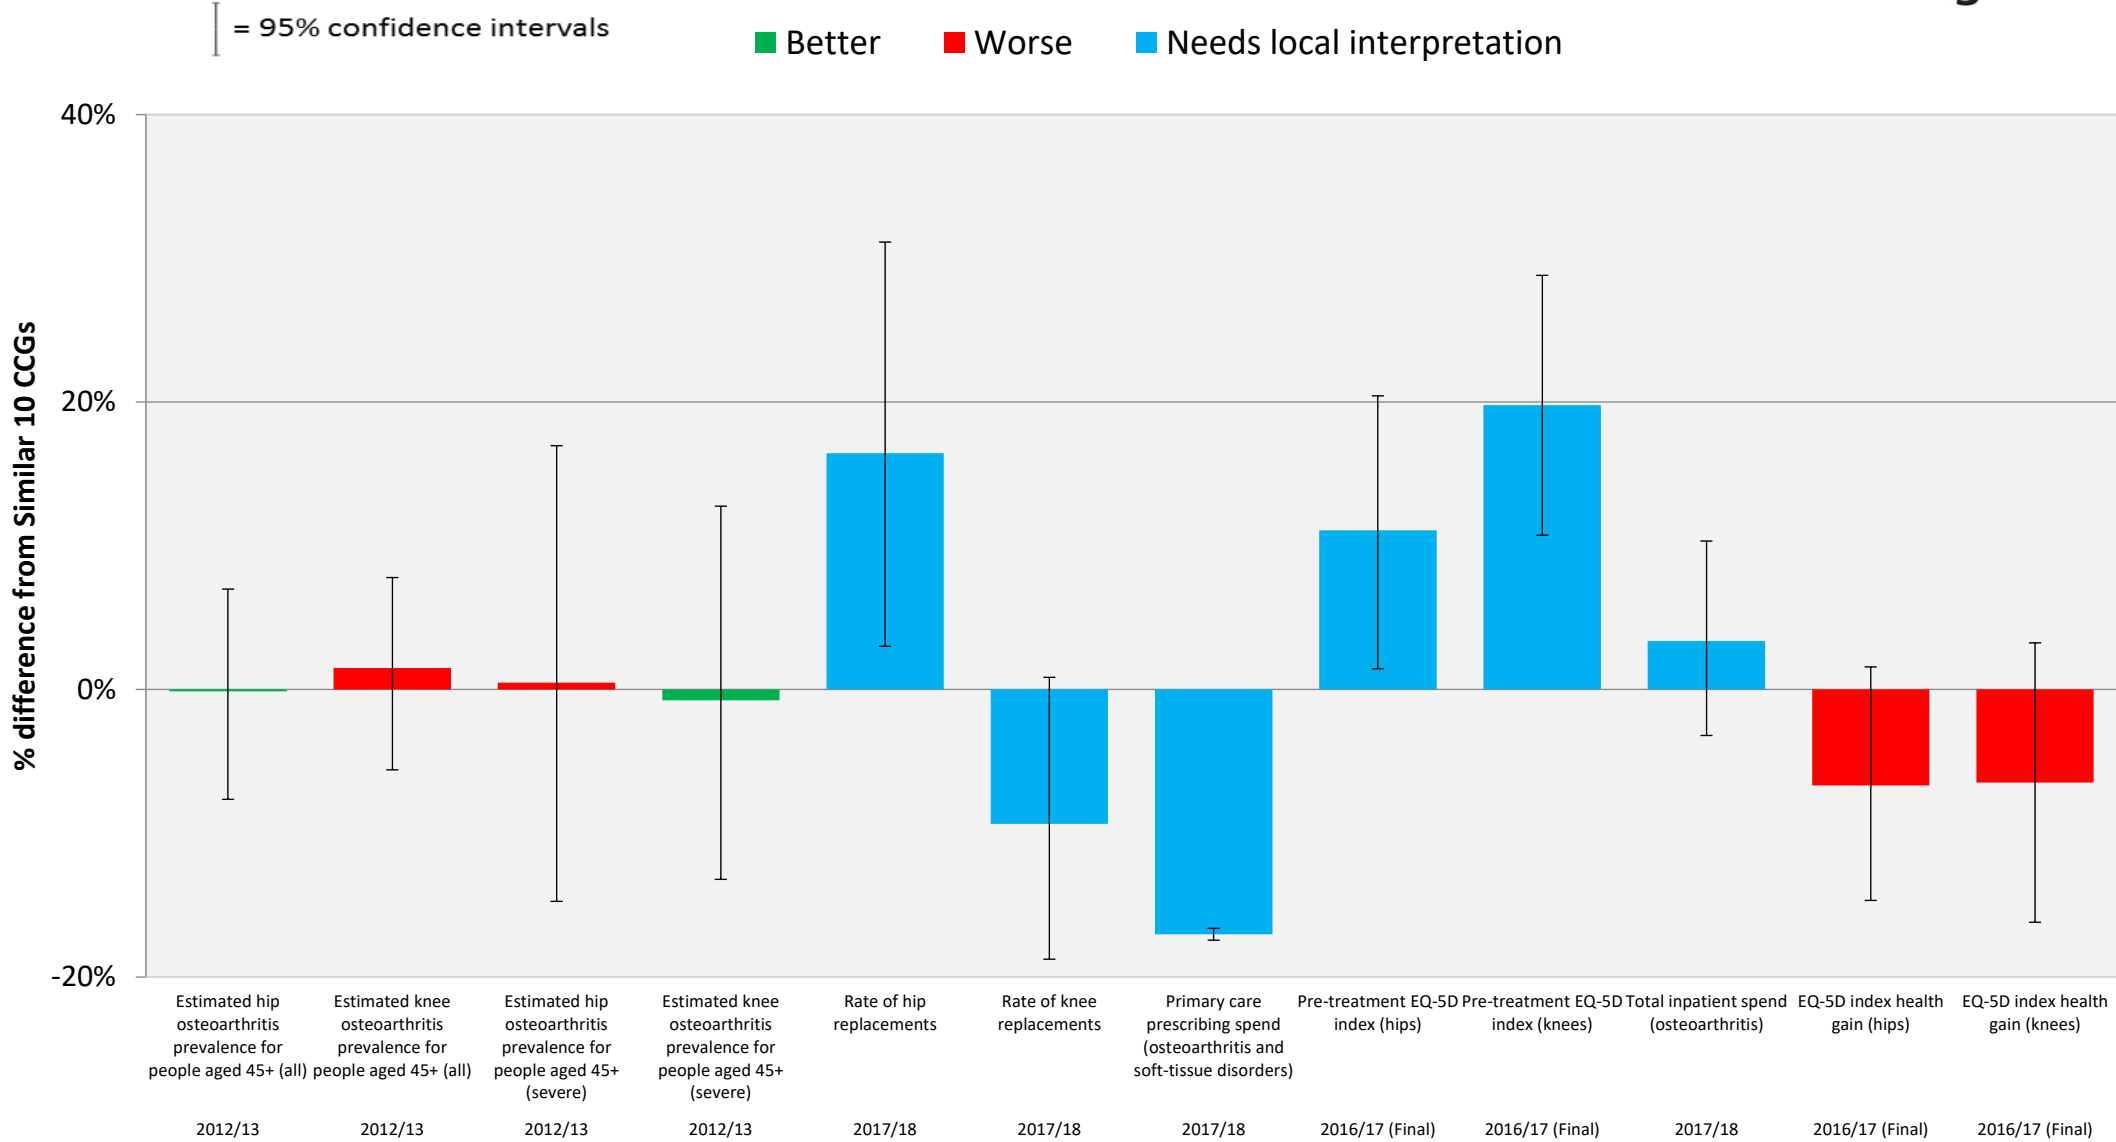 = 95% confidence intervals
Better
Worse
Needs local interpretation
40%
20%
0%
-20%
% difference from Similar 10 CCGs
Estimated hip
osteoarthritis
prevalence for
people aged 45+ (all)
2012/13
Estimated knee
osteoarthritis
prevalence for
people aged 45+ (all)
2012/13
Estimated hip
osteoarthritis
prevalence for
people aged 45+
(severe)
2012/13
Estimated knee
osteoarthritis
prevalence for
people aged 45+
(severe)
2012/13
Rate of hip
replacements
2017/18
Rate of knee
replacements
2017/18
Primary care
prescribing spend
(osteoarthritis and
soft-tissue disorders)
2017/18
Pre-treatment EQ-5D
index (hips)
2016/17 (Final)
Pre-treatment EQ-5D
index (knees)
2016/17 (Final)
Total inpatient spend
(osteoarthritis)
2017/18
EQ-5D index health
gain (hips)
2016/17 (Final)
EQ-5D index health
gain (knees)
2016/17 (Final)